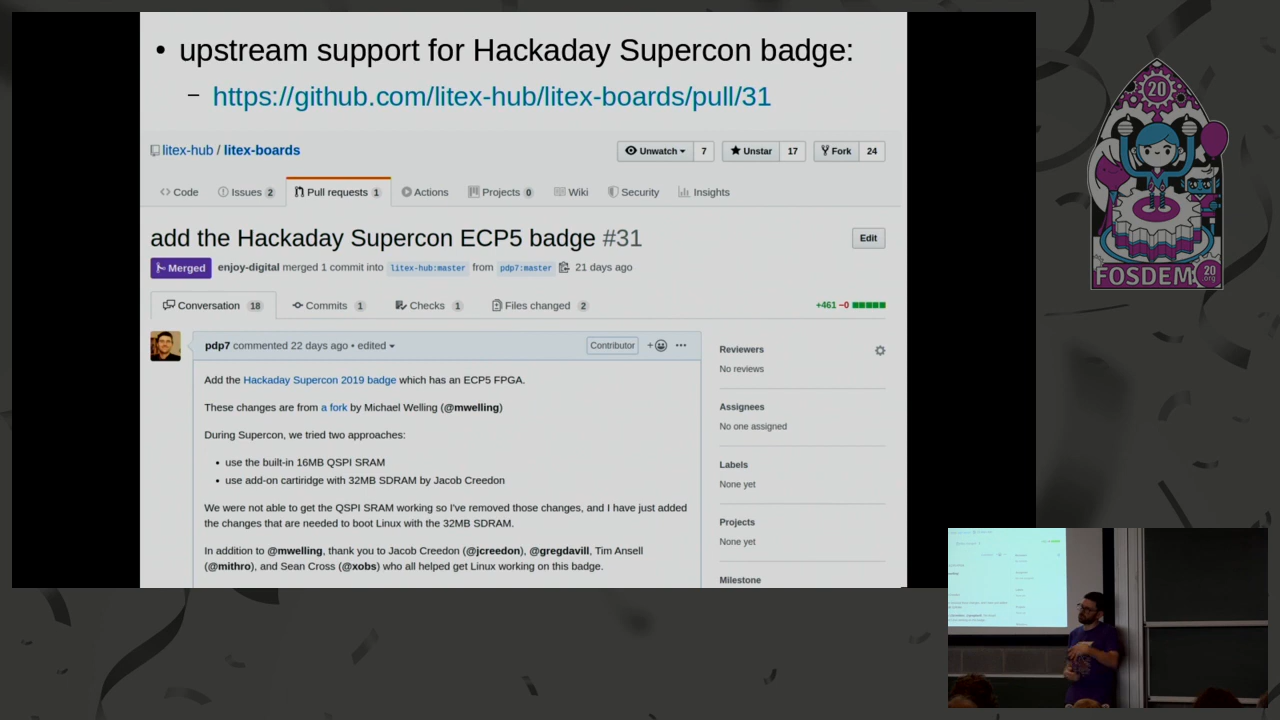 • upstream support for Hackaday Supercon badge:
– https://github.com/litex-hub/litex-boards/pull/31
litex-hub / litex-boards
Unwatch 7 Unstar 17 Fork 24
Code Issues 2 Pull requests 1 Actions Projects 0 Wiki Security Insights
add the Hackaday Supercon ECP5 badge #31
Edit
Merged enjoy-digital merged 1 commit into litex-hub:master from pdp7:master 21 days ago
Conversation 18 Commits 1 Checks 1 Files changed 2
+461 −0
pdp7 commented 22 days ago • edited
Contributor
Add the Hackaday Supercon 2019 badge which has an ECP5 FPGA.
These changes are from a fork by Michael Welling (@mwelling)
During Supercon, we tried two approaches:
• use the built-in 16MB QSPI SRAM
• use add-on cartiridge with 32MB SDRAM by Jacob Creedon
We were not able to get the QSPI SRAM working so I've removed those changes, and I have just added
the changes that are needed to boot Linux with the 32MB SDRAM.
In addition to @mwelling, thank you to Jacob Creedon (@jcreedon), @gregdavill, Tim Ansell
(@mithro), and Sean Cross (@xobs) who all helped get Linux working on this badge.
Reviewers
No reviews
Assignees
No one assigned
Labels
None yet
Projects
None yet
Milestone
20
FOSDEM 20
.org